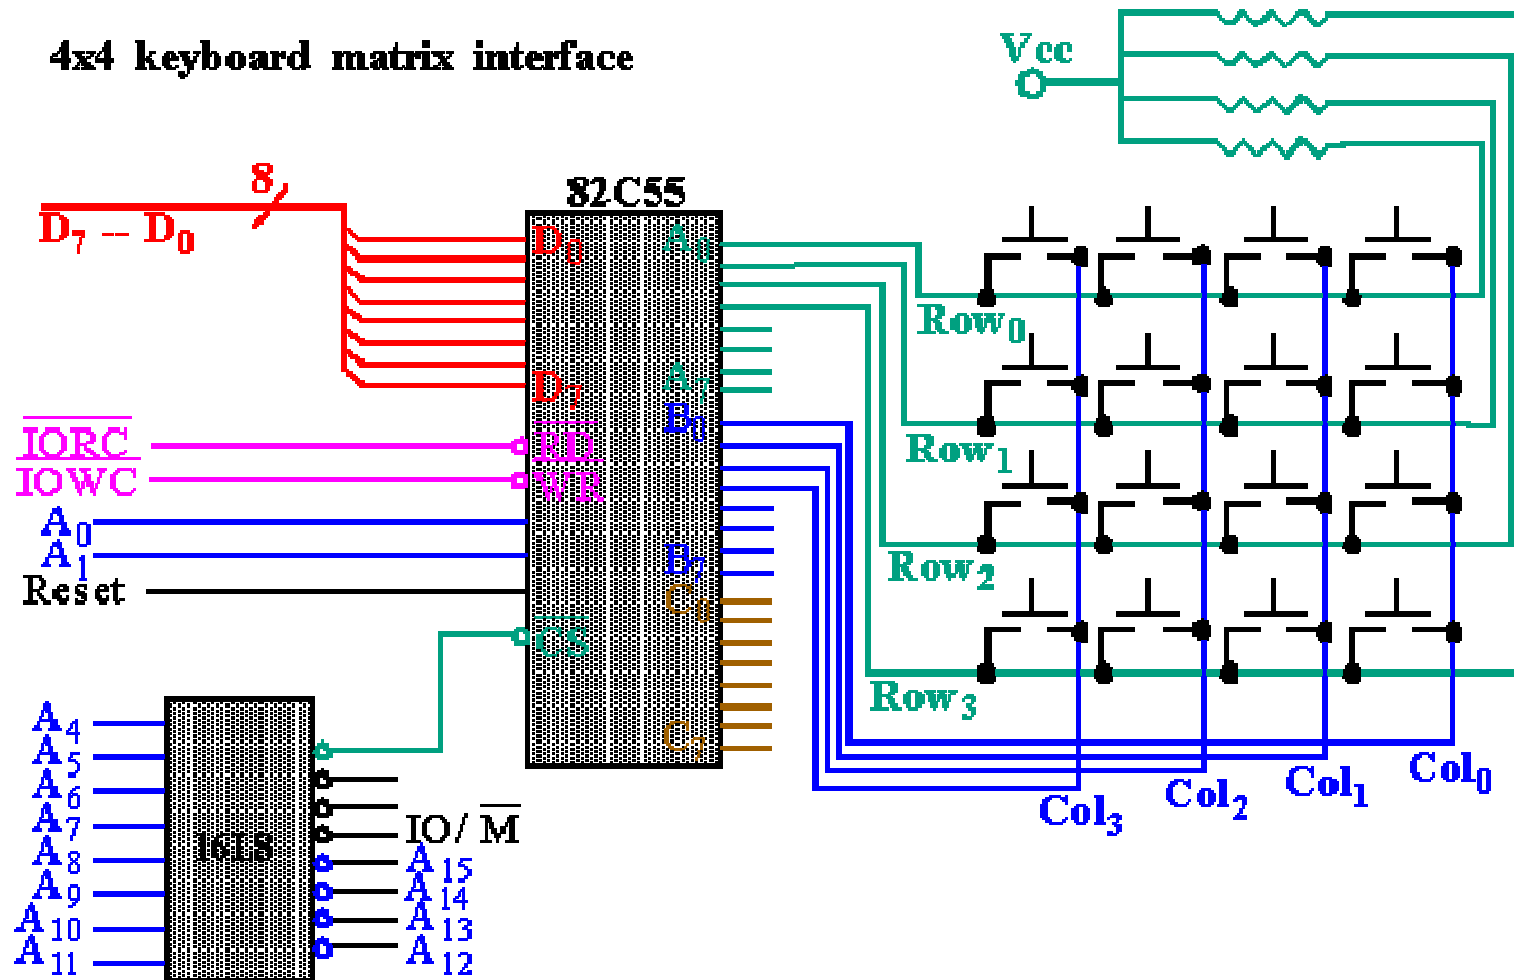 4x4 keyboard matrix interface
Vcc
8
D7 -- D0
82C55
D0
A0
Row0
D7
A7
B0
IORC
RD
Row1
IOWC
WR
A0
A1
B7
Row2
Reset
C0
CS
Row3
C7
A4
A5
A6
A7
A8
A9
A10
A11
16L8
IO/M
A15
A14
A13
A12
Col3
Col2
Col1
Col0